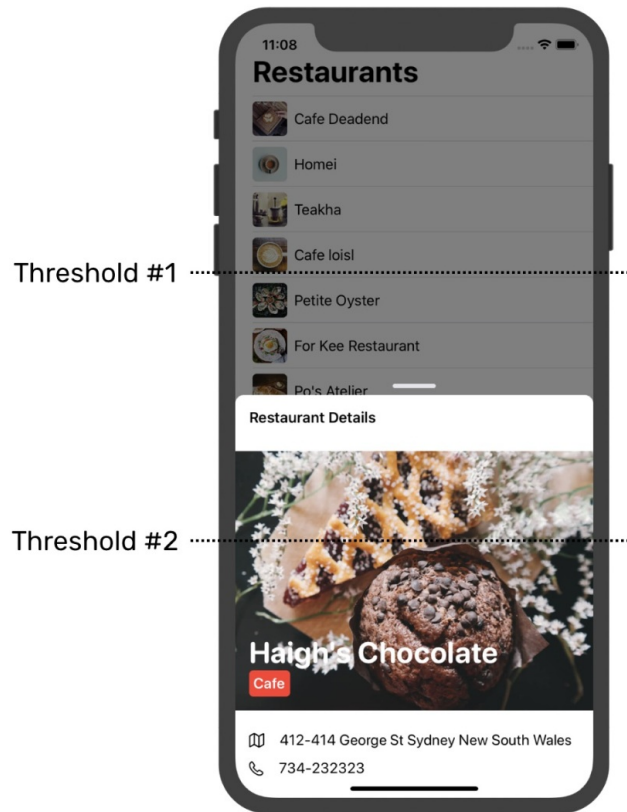 11:08
Restaurants
Cafe Deadend
Homei
Teakha
Cafe loisl
Threshold #1
Petite Oyster
For Kee Restaurant
Po's Atelier
Restaurant Details
Threshold #2
Haigh's Chocolate
Cafe
412-414 George St Sydney New South Wales
734-232323